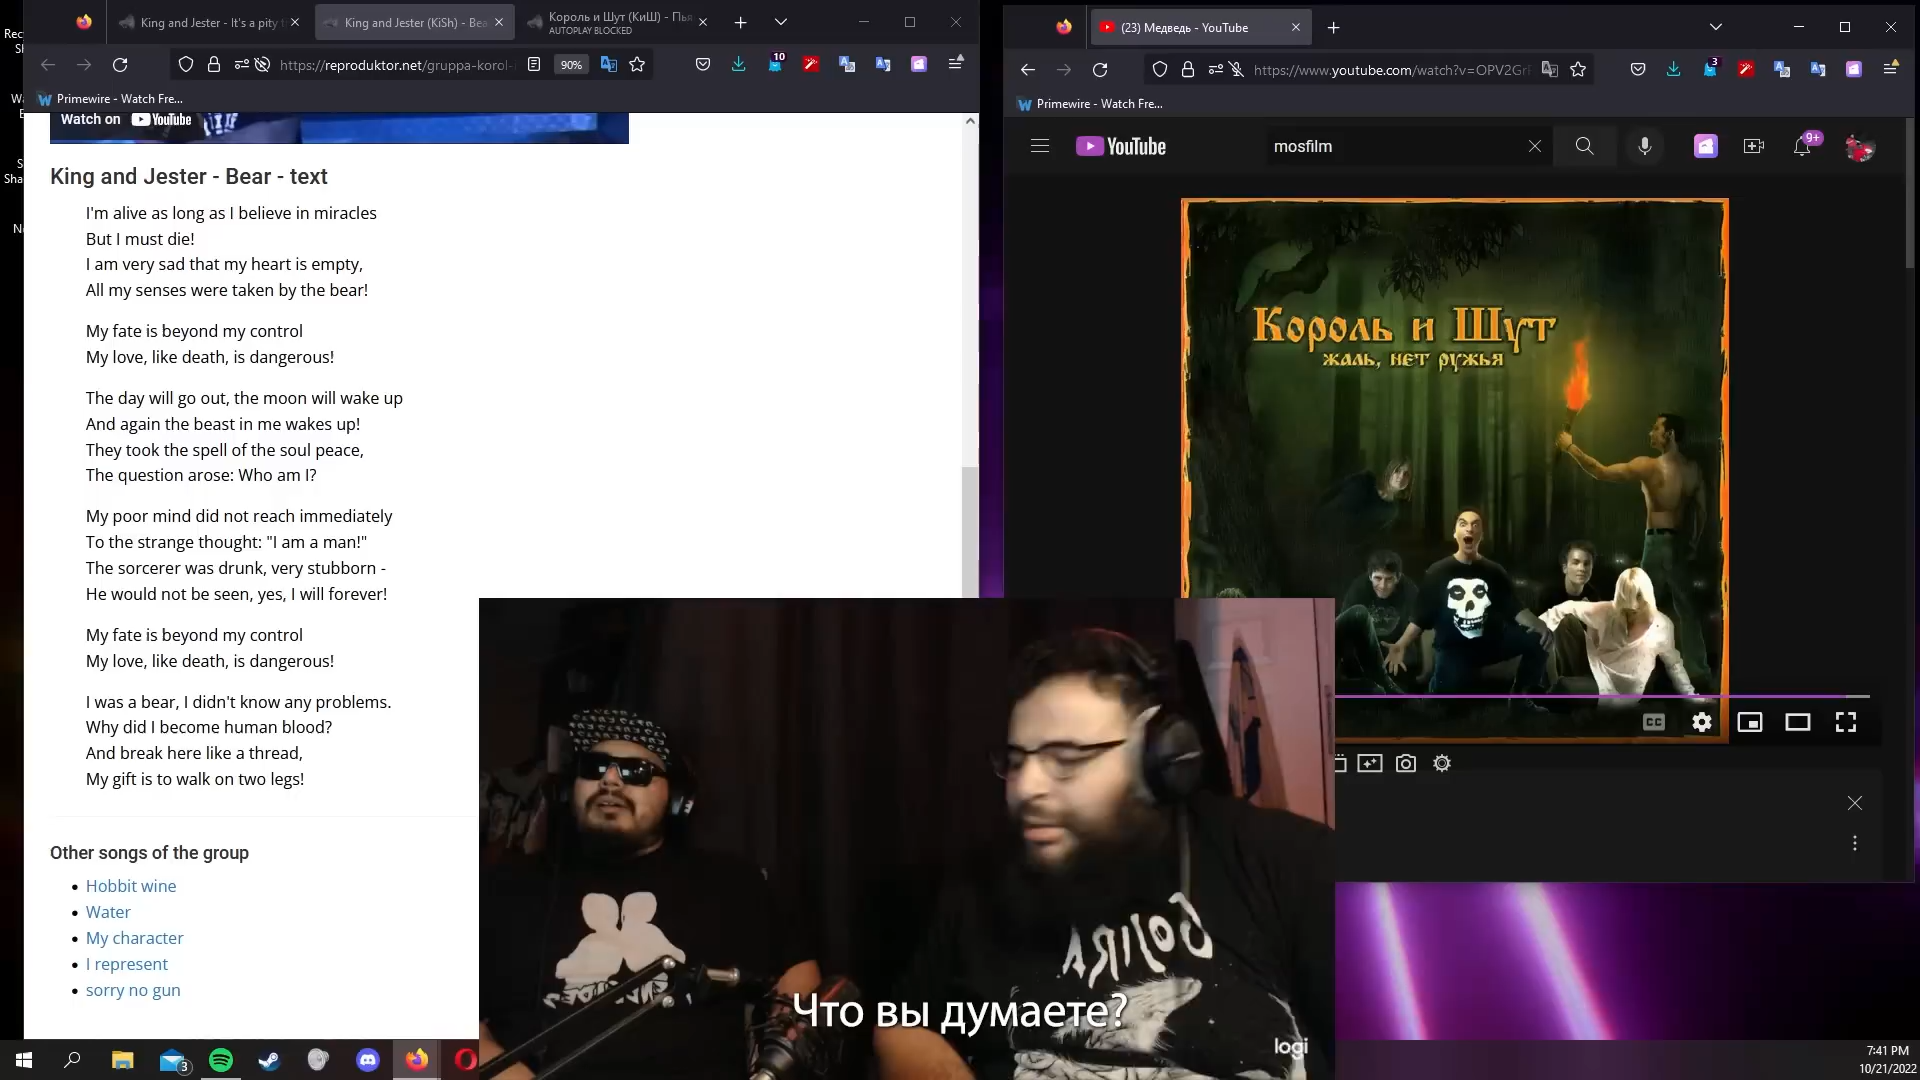 King and Jester - It's a pity t
King and Jester (KiSh) - Bea
Король и Шут (КиШ) - Пья
AUTOPLAY BLOCKED
https://reproduktor.net/gruppa-korol-
90%
10
Primewire - Watch Fre...
Watch on YouTube
King and Jester - Bear - text
I'm alive as long as I believe in miracles
But I must die!
I am very sad that my heart is empty,
All my senses were taken by the bear!
My fate is beyond my control
My love, like death, is dangerous!
The day will go out, the moon will wake up
And again the beast in me wakes up!
They took the spell of the soul peace,
The question arose: Who am I?
My poor mind did not reach immediately
To the strange thought: "I am a man!"
The sorcerer was drunk, very stubborn -
He would not be seen, yes, I will forever!
My fate is beyond my control
My love, like death, is dangerous!
I was a bear, I didn't know any problems.
Why did I become human blood?
And break here like a thread,
My gift is to walk on two legs!
Other songs of the group
Hobbit wine
Water
My character
I represent
sorry no gun
(23) Медведь - YouTube
https://www.youtube.com/watch?v=OPV2Gr
3
Primewire - Watch Fre...
YouTube
mosfilm
9+
Король и Шут
жаль, нет ружья
CC
GOJIRA
Что вы думаете?
logi
3
7:41 PM
10/21/2022